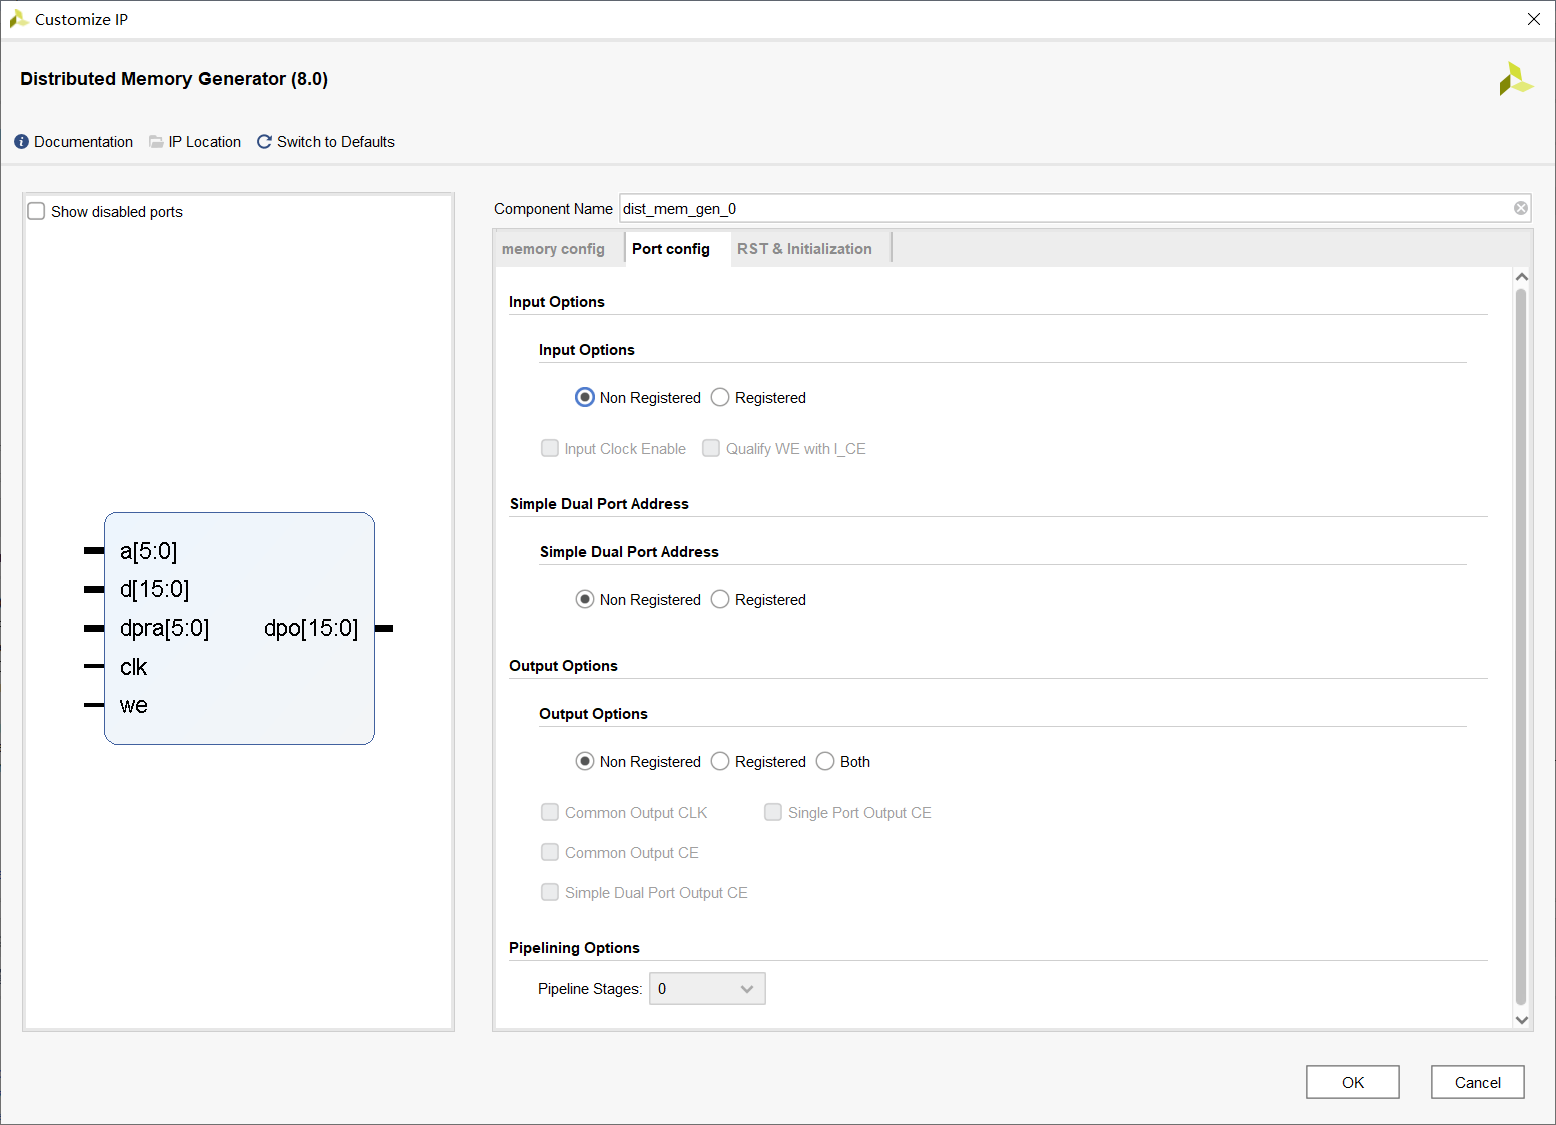 Customize IP
Distributed Memory Generator (8.0)
Documentation IP Location Switch to Defaults
Show disabled ports
a[5:0]
d[15:0]
dpra[5:0] dpo[15:0]
clk
we
Component Name dist_mem_gen_0
memory config Port config RST & Initialization
Input Options
Input Options
Non Registered Registered
Input Clock Enable Qualify WE with I_CE
Simple Dual Port Address
Simple Dual Port Address
Non Registered Registered
Output Options
Output Options
Non Registered Registered Both
Common Output CLK Single Port Output CE
Common Output CE
Simple Dual Port Output CE
Pipelining Options
Pipeline Stages: 0
OK Cancel